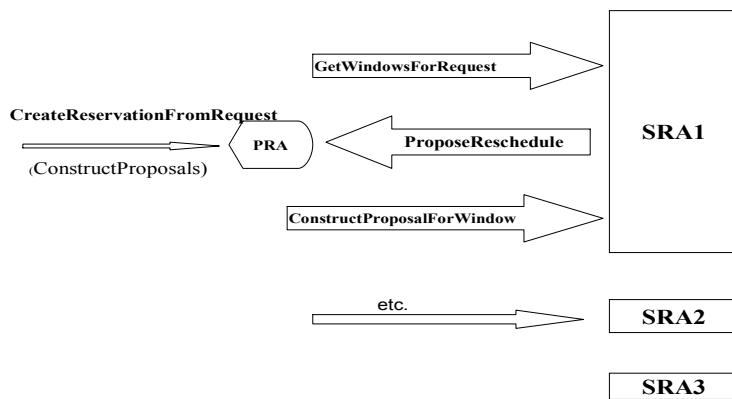 GetWindowsForRequest
CreateReservationFromRequest
PRA
ProposeReschedule
SRA1
(ConstructProposals)
ConstructProposalForWindow
etc.
SRA2
SRA3